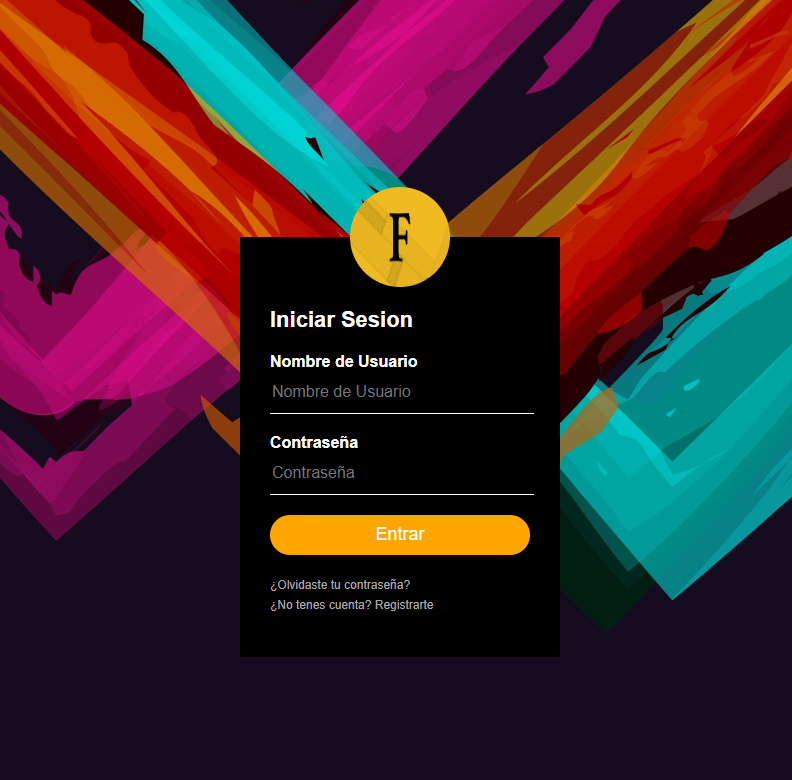 F
Iniciar Sesion
Nombre de Usuario
Nombre de Usuario
Contraseña
Contraseña
Entrar
¿Olvidaste tu contraseña?
¿No tenes cuenta? Registrarte